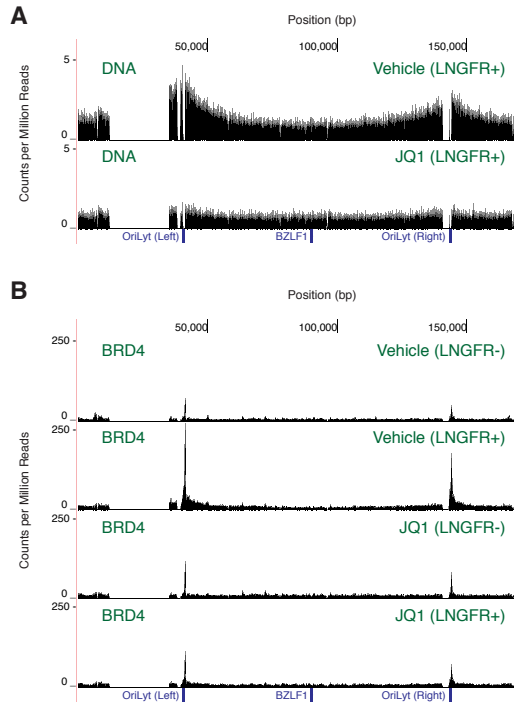 A
Position (bp)
50,000 100,000 150,000
5
DNA Vehicle (LNGFR+)
0
5
DNA JQ1 (LNGFR+)
0
Counts per Million Reads
OriLyt (Left) BZLF1 OriLyt (Right)
B
Position (bp)
50,000 100,000 150,000
250
BRD4 Vehicle (LNGFR-)
0
250
BRD4 Vehicle (LNGFR+)
0
250
BRD4 JQ1 (LNGFR-)
0
250
BRD4 JQ1 (LNGFR+)
0
Counts per Million Reads
OriLyt (Left) BZLF1 OriLyt (Right)